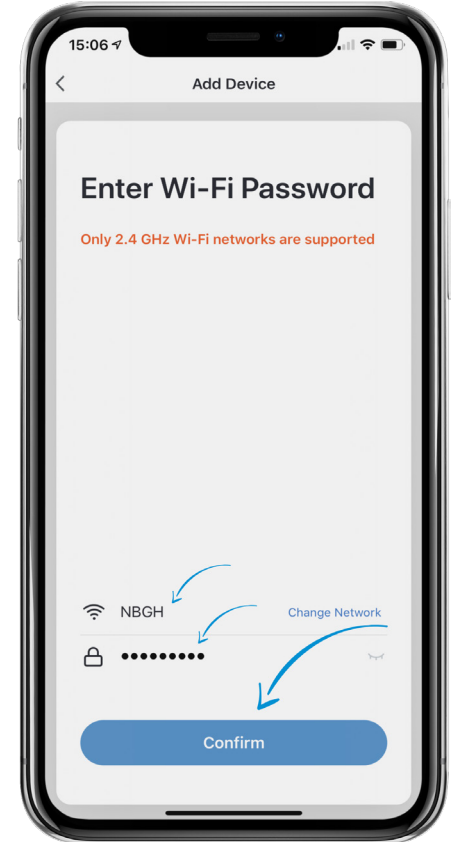 15:06
Add Device
Enter Wi-Fi Password
Only 2.4 GHz Wi-Fi networks are supported
NBGH
Change Network
•••••••••
Confirm